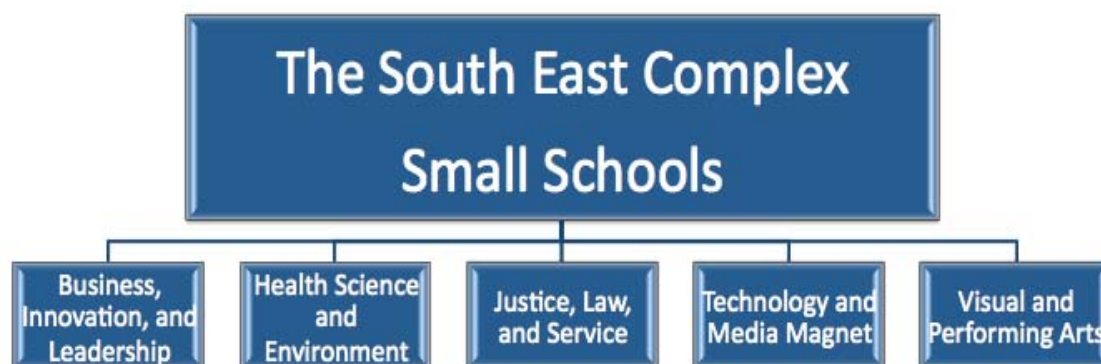 The South East Complex
Small Schools
Business,
Innovation, and
Leadership
Health Science
and
Environment
Justice, Law,
and Service
Technology and
Media Magnet
Visual and
Performing Arts